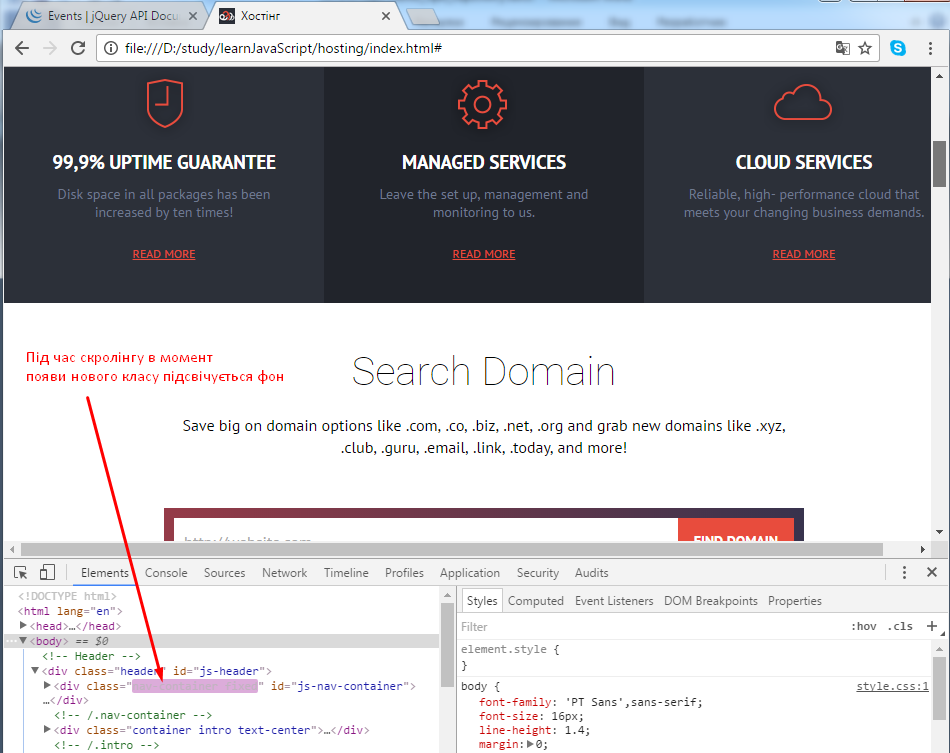 Events | jQuery API Docu
Хостінг
file:///D:/study/learnJavaScript/hosting/index.html#
99,9% UPTIME GUARANTEE
Disk space in all packages has been
increased by ten times!
READ MORE
MANAGED SERVICES
Leave the set up, management and
monitoring to us.
READ MORE
CLOUD SERVICES
Reliable, high- performance cloud that
meets your changing business demands.
READ MORE
Під час скролінгу в момент
появи нового класу підсвічується фон
Search Domain
Save big on domain options like .com, .co, .biz, .net, .org and grab new domains like .xyz,
.club, .guru, .email, .link, .today, and more!
http://website.com
FIND DOMAIN
Elements Console Sources Network Timeline Profiles Application Security Audits
<!DOCTYPE html>
<html lang="en">
<head>…</head>
<body> == $0
<!-- Header -->
<div class="header" id="js-header">
<div class="" id="js-nav-container">
…</div>
<!-- /.nav-container -->
<div class="container intro text-center">…</div>
<!-- /.intro -->
Styles Computed Event Listeners DOM Breakpoints Properties
Filter
:hov .cls +
element.style {
}
body { style.css:1
font-family: 'PT Sans',sans-serif;
font-size: 16px;
line-height: 1.4;
margin: 0;